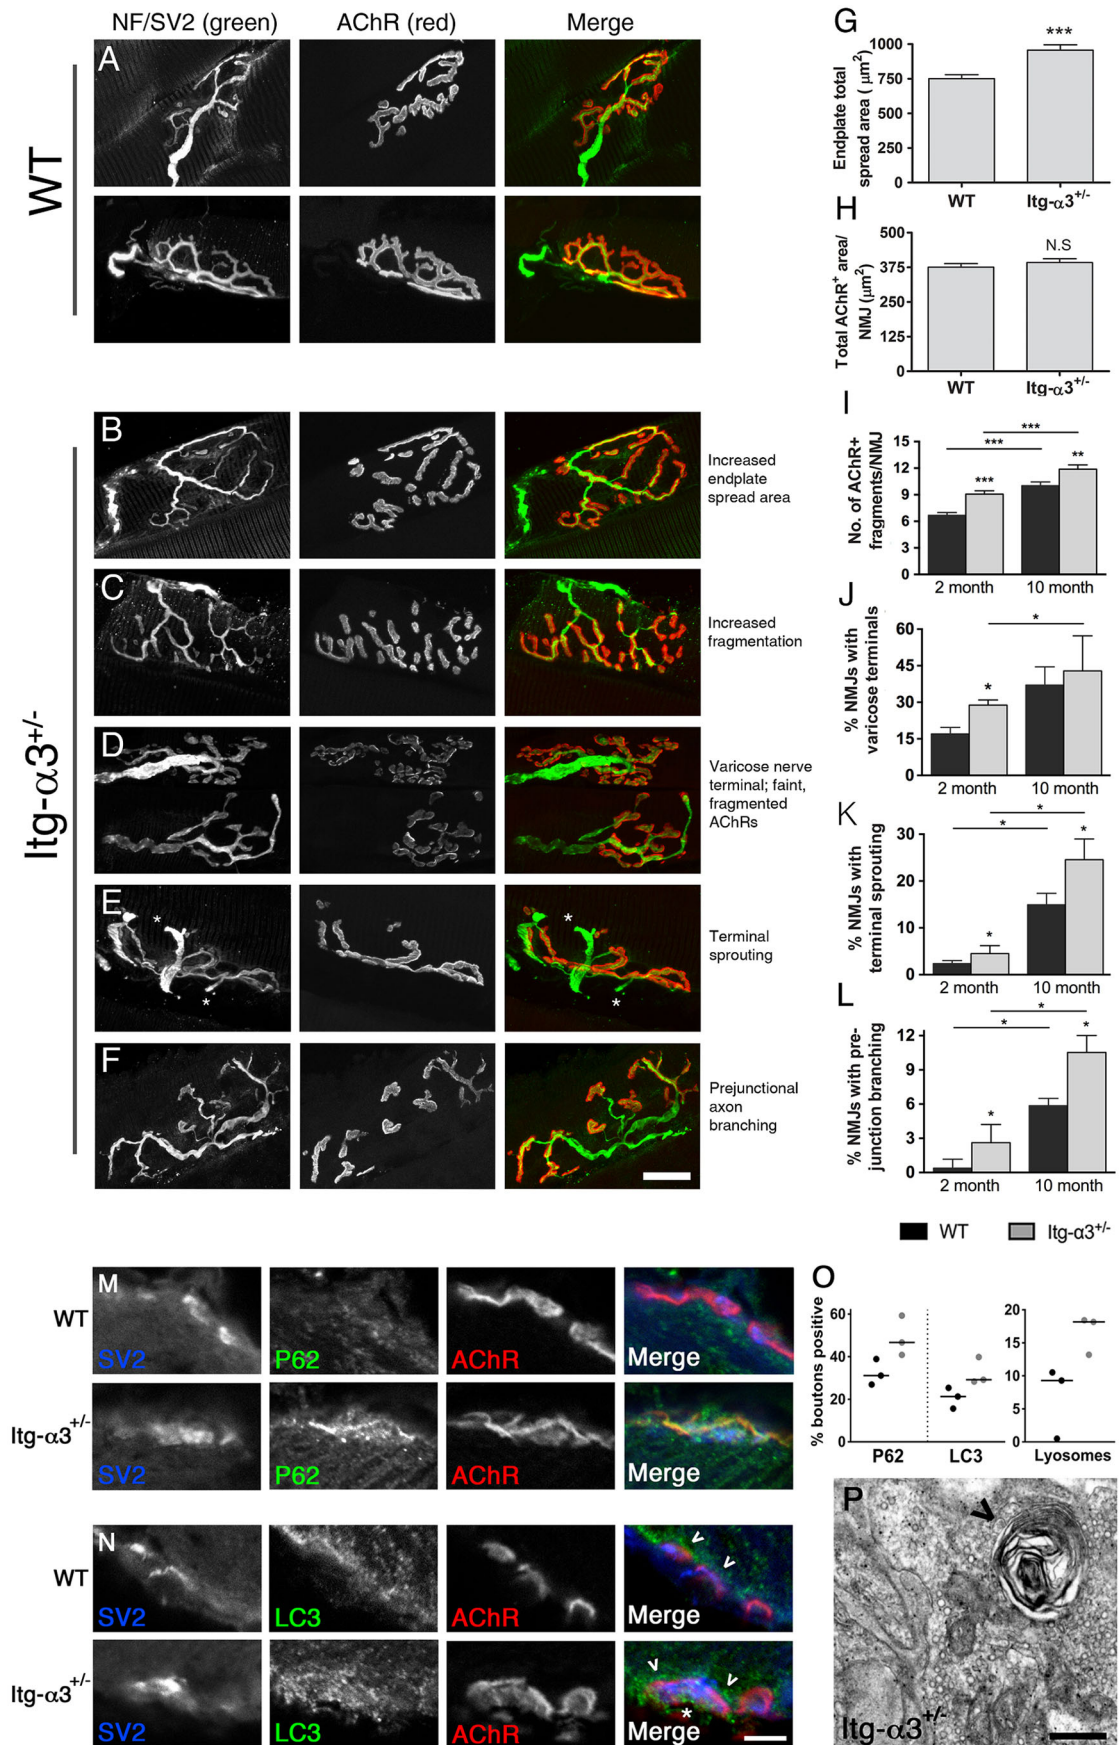 NF/SV2 (green)
AChR (red)
Merge
WT
A
Itg-α3+/-
B
Increased
endplate
spread area
C
Increased
fragmentation
D
Varicose nerve
terminal; faint,
fragmented
AChRs
E
*
*
*
*
Terminal
sprouting
F
Prejunctional
axon
branching
G
Endplate total
spread area ( μm2)
1000
750
500
250
0
***
WT
Itg-α3+/-
H
Total AChR+ area/
NMJ (μm2)
500
375
250
125
0
N.S
WT
Itg-α3+/-
I
No. of AChR+
fragments/NMJ
15
12
9
6
3
0
***
***
***
**
2 month
10 month
J
% NMJs with
varicose terminals
60
45
30
15
0
*
*
2 month
10 month
K
% NMJs with
terminal sprouting
30
20
10
0
*
*
*
*
2 month
10 month
L
% NMJs with pre-
junction branching
12
9
6
3
0
*
*
*
*
2 month
10 month
WT
Itg-α3+/-
M
WT
SV2
P62
AChR
Merge
Itg-α3+/-
SV2
P62
AChR
Merge
N
WT
SV2
LC3
AChR
Merge
Itg-α3+/-
SV2
LC3
AChR
*
Merge
O
% boutons positive
60
40
20
0
P62
LC3
20
15
10
5
0
Lyosomes
P
Itg-α3+/-